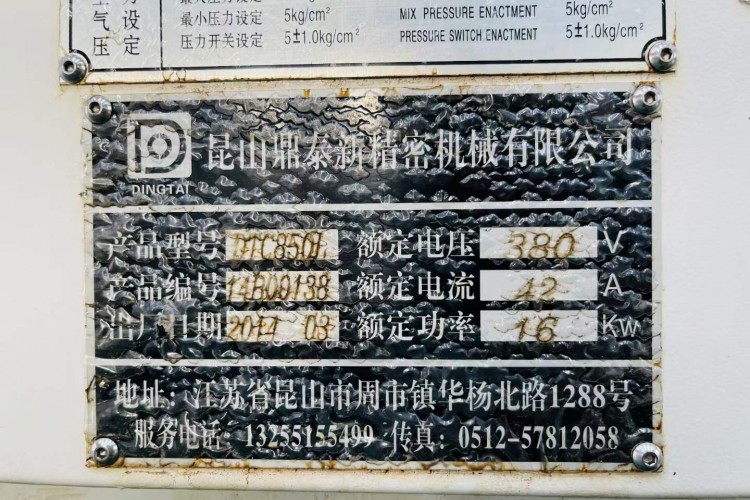 气 最小压力设定 5kg/cm² MIX PRESSURE ENACTMENT 5kg/cm²
压 设定 压力开关设定 5±1.0kg/cm² PRESSURE SWITCH ENACTMENT 5±1.0kg/cm²
昆山鼎泰新精密机械有限公司
DINGTAI
产品型号 DTC850L 额定电压 380 V
产品编号 14B00138 额定电流 42 A
出厂日期 2014 03 额定功率 16 Kw
地址：江苏省昆山市周市镇华杨北路1288号
服务电话：13255155499 传真：0512-57812058